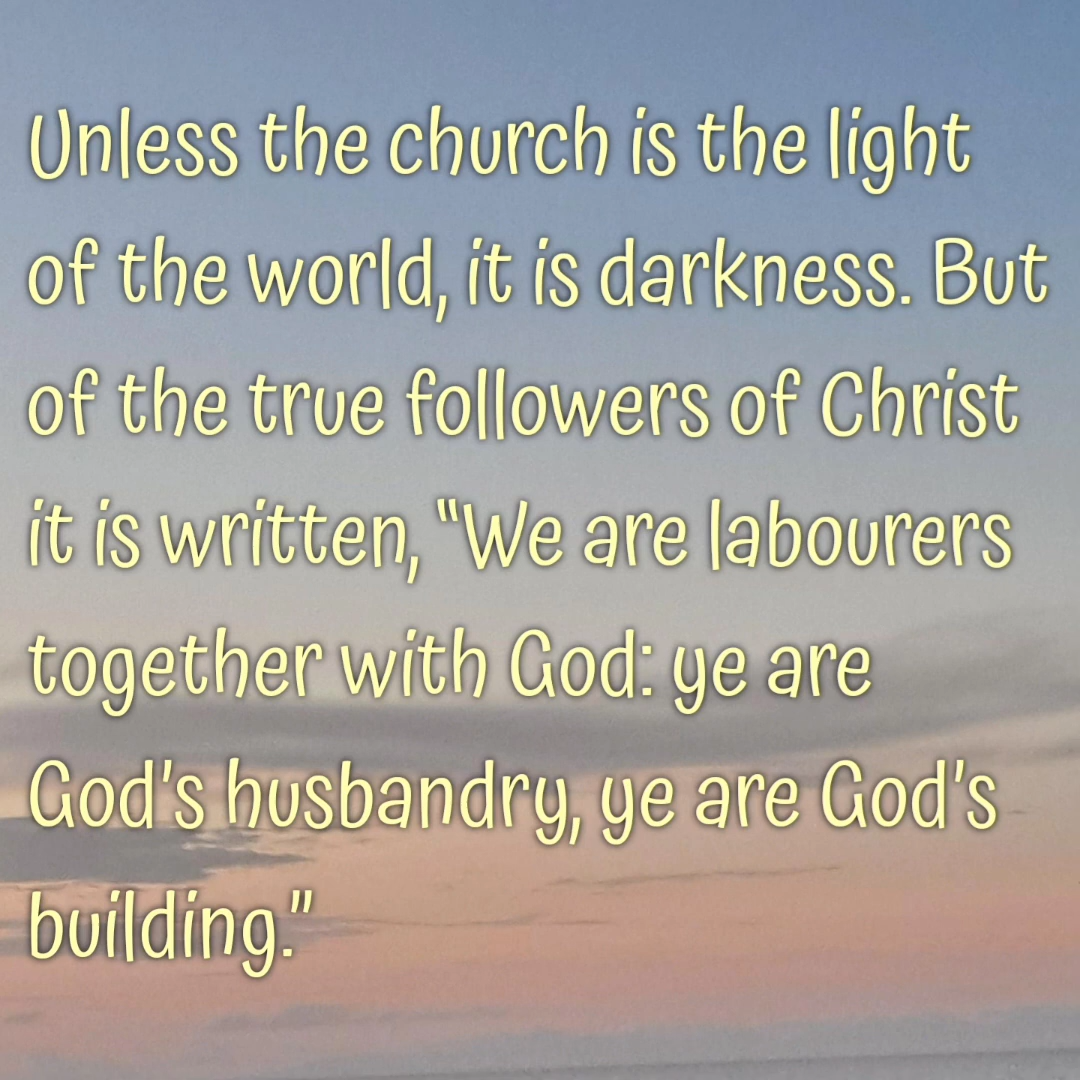 Unless the church is the light
of the world, it is darkness. But
of the true followers of Christ
it is written, “We are labourers
together with God: ye are
God’s husbandry, ye are God’s
building.”